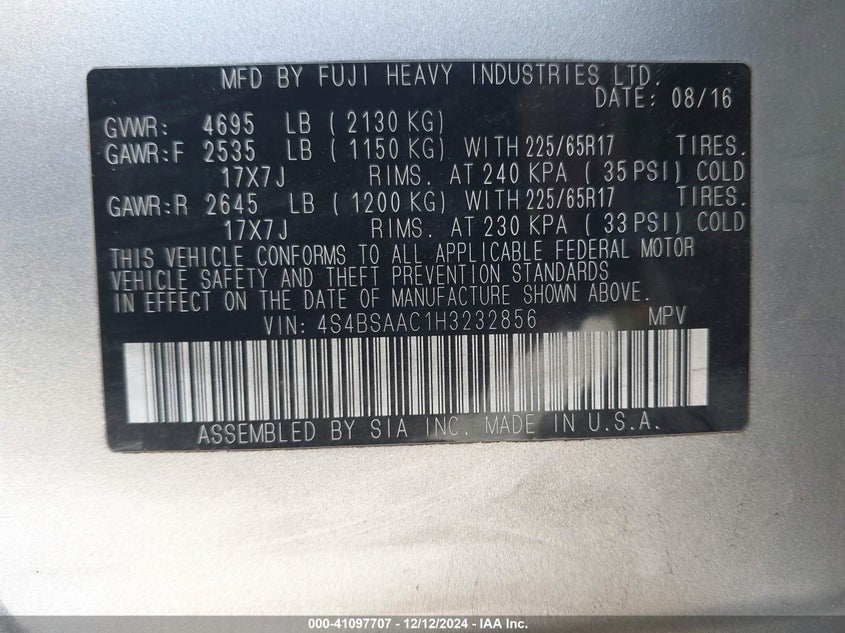 MFD BY FUJI HEAVY INDUSTRIES LTD.
DATE: 08/16
GVWR: 4695 LB ( 2130 KG)
GAWR:F 2535 LB ( 1150 KG) WITH 225/65R17 TIRES.
17X7J RIMS. AT 240 KPA ( 35 PSI) COLD
GAWR:R 2645 LB ( 1200 KG) WITH 225/65R17 TIRES.
17X7J RIMS. AT 230 KPA ( 33 PSI) COLD
THIS VEHICLE CONFORMS TO ALL APPLICABLE FEDERAL MOTOR
VEHICLE SAFETY AND THEFT PREVENTION STANDARDS
IN EFFECT ON THE DATE OF MANUFACTURE SHOWN ABOVE.
VIN: 4S4BSAAC1H3232856 MPV
ASSEMBLED BY SIA INC. MADE IN U.S.A.
000-41097707 - 12/12/2024 - IAA Inc.